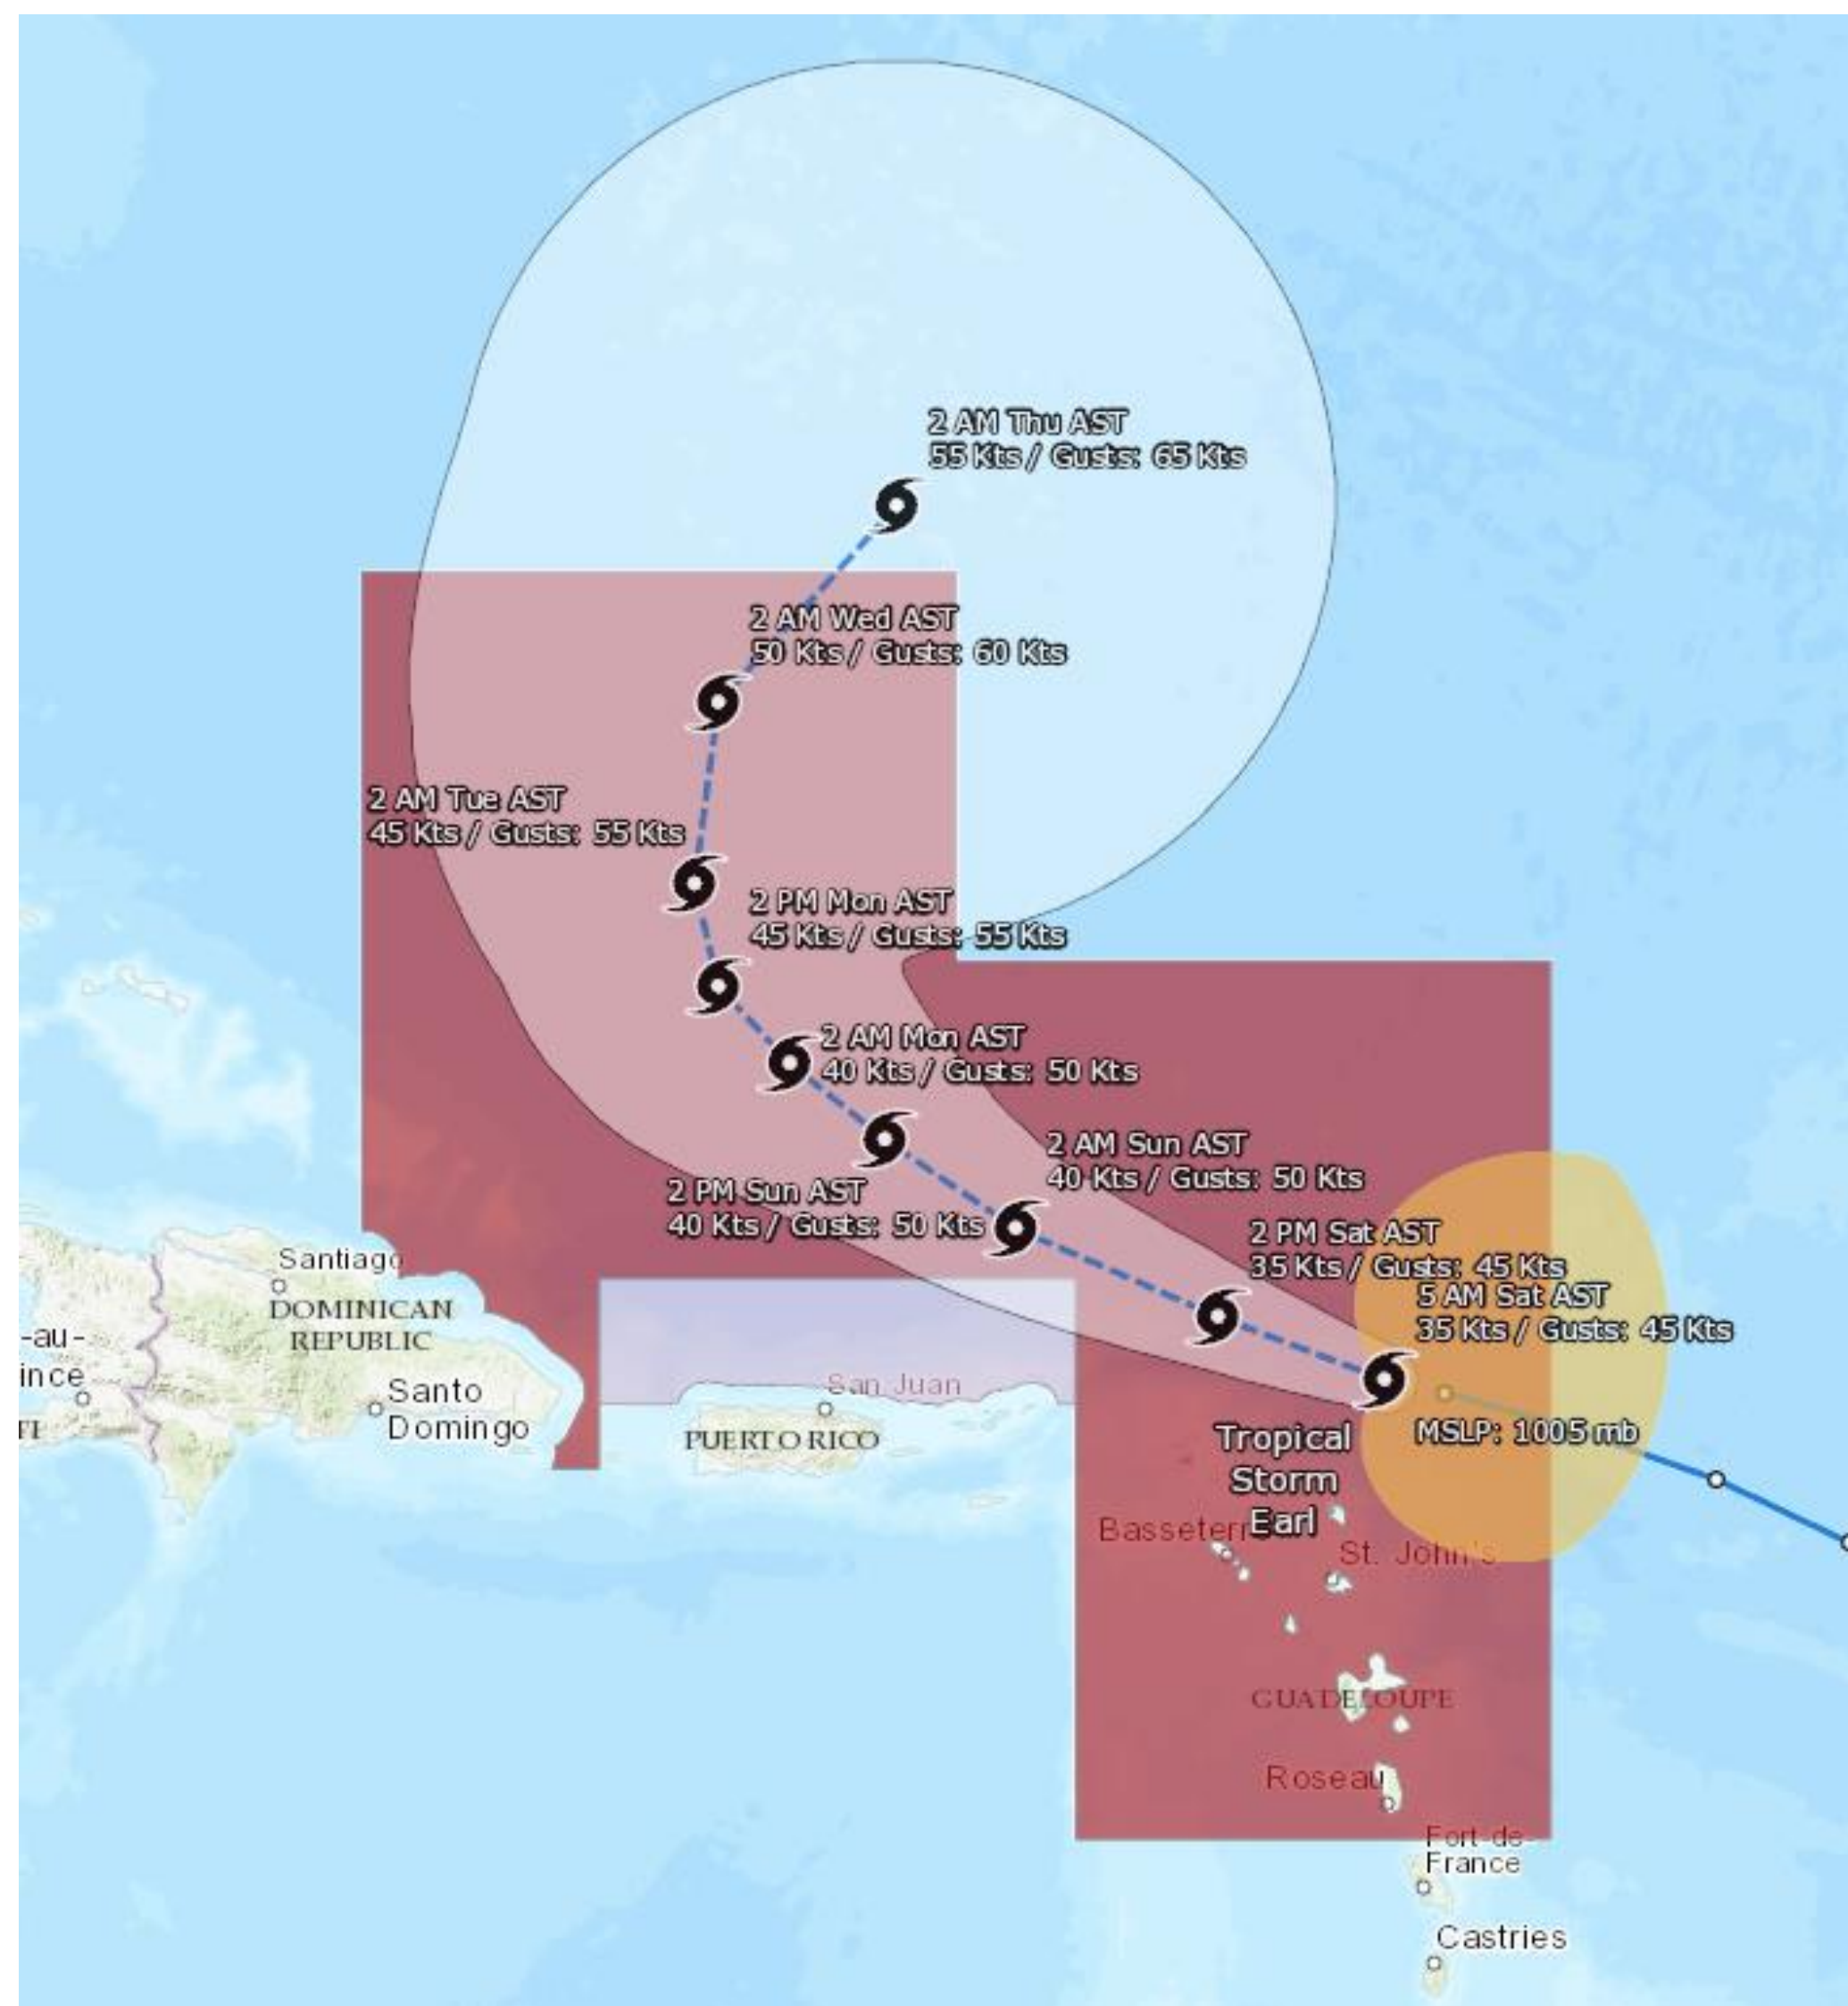 2 AM Thu AST
55 Kts / Gusts: 65 Kts
2 AM Wed AST
50 Kts / Gusts: 60 Kts
2 AM Tue AST
45 Kts / Gusts: 55 Kts
2 PM Mon AST
45 Kts / Gusts: 55 Kts
2 AM Mon AST
40 Kts / Gusts: 50 Kts
2 AM Sun AST
40 Kts / Gusts: 50 Kts
2 PM Sun AST
40 Kts / Gusts: 50 Kts
2 PM Sat AST
35 Kts / Gusts: 45 Kts
5 AM Sat AST
35 Kts / Gusts: 45 Kts
Santiago
DOMINICAN
REPUBLIC
-au-
ince
TI
Santo
Domingo
San Juan
PUERTO RICO
MSLP: 1005 mb
Tropical
Storm
Earl
Basseterre
St. John's
GUADELOUPE
Roseau
Fort-de-
France
Castries